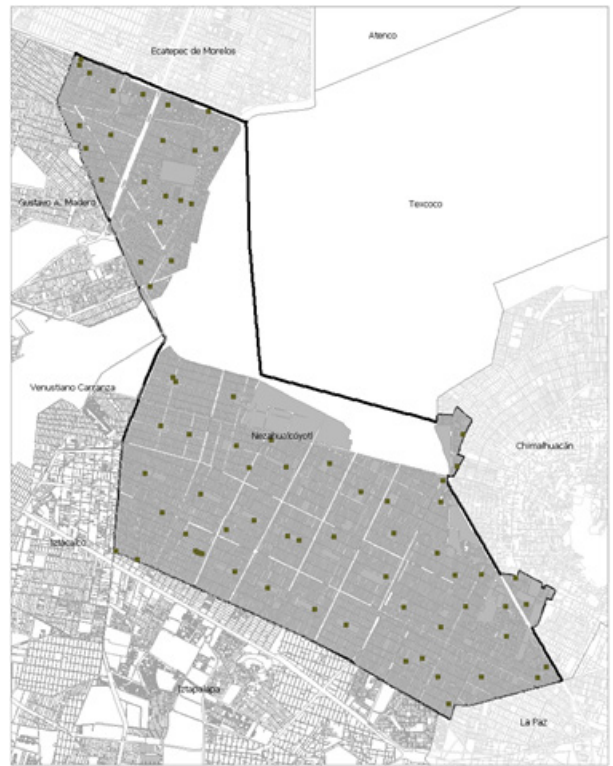 Atenco
Ecatepec de Morelos
Gustavo A. Madero
Texcoco
Venustiano Carranza
Nezahualcóyotl
Chimalhuacán
Iztacalco
Iztapalapa
La Paz